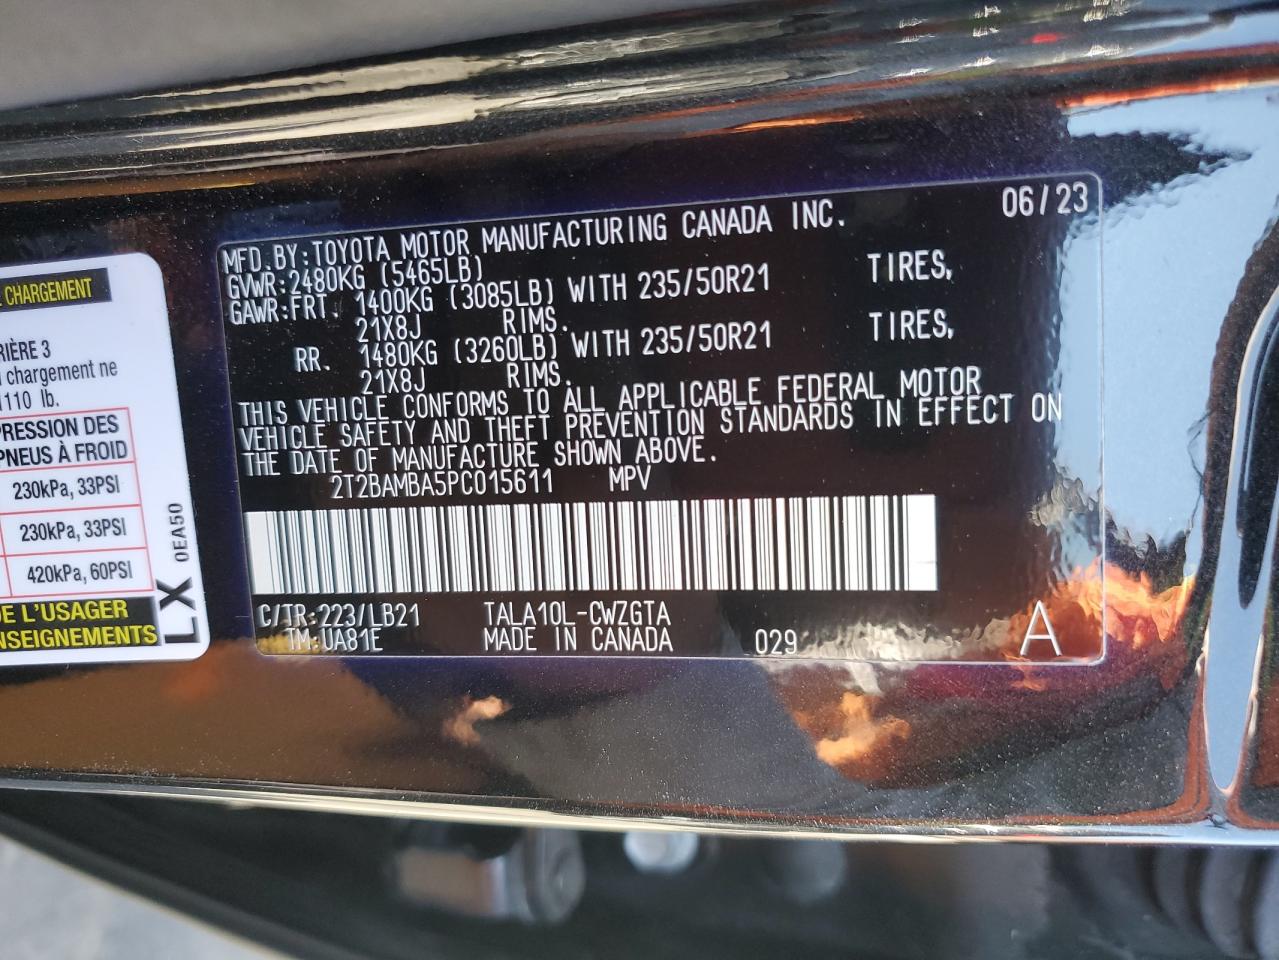 E CHARGEMENT
RIÈRE 3
chargement ne
110 lb.
PRESSION DES
PNEUS À FROID
230kPa, 33PSI
230kPa, 33PSI
420kPa, 60PSI
DE L'USAGER
NSEIGNEMENTS
LX 0EA50
06/23
MFD.BY:TOYOTA MOTOR MANUFACTURING CANADA INC.
GVWR:2480KG (5465LB)
GAWR:FRT. 1400KG (3085LB) WITH 235/50R21 TIRES,
21X8J RIMS.
RR. 1480KG (3260LB) WITH 235/50R21 TIRES,
21X8J RIMS.
THIS VEHICLE CONFORMS TO ALL APPLICABLE FEDERAL MOTOR
VEHICLE SAFETY AND THEFT PREVENTION STANDARDS IN EFFECT ON
THE DATE OF MANUFACTURE SHOWN ABOVE.
2T2BAMBA5PC015611 MPV
C/TR:223/LB21 TALA10L-CWZGTA
TM:UA81E MADE IN CANADA 029 A